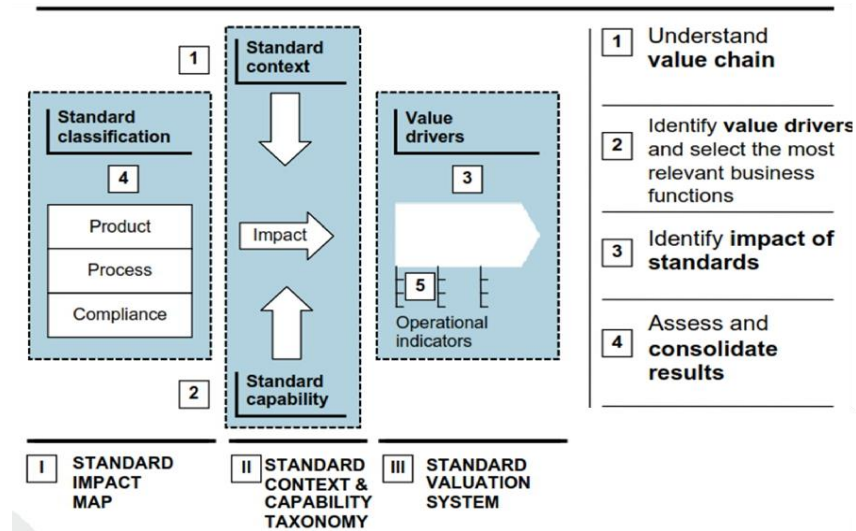 1
Standard
context
Standard
classification
4
Product
Process
Compliance
Impact
2
Standard
capability
Value
drivers
3
5
Operational
indicators
1 Understand
value chain
2 Identify value drivers
and select the most
relevant business
functions
3 Identify impact of
standards
4 Assess and
consolidate
results
I STANDARD
IMPACT
MAP
II STANDARD
CONTEXT &
CAPABILITY
TAXONOMY
III STANDARD
VALUATION
SYSTEM